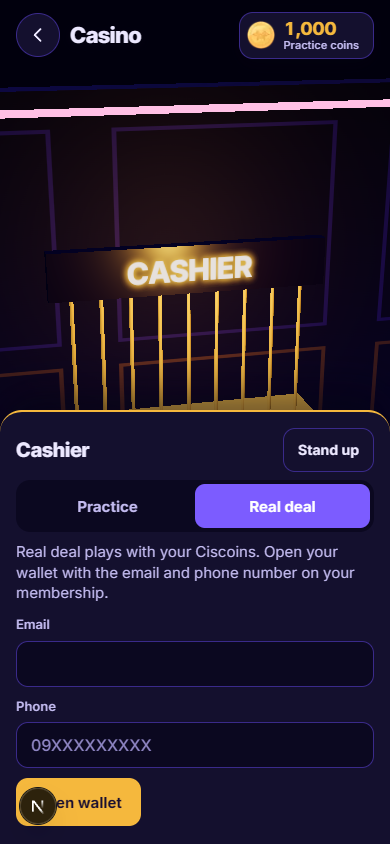 Casino
1,000
Practice coins
CASHIER
Cashier
Stand up
Practice
Real deal
Real deal plays with your Ciscoins. Open your
wallet with the email and phone number on your
membership.
Email
Phone
09XXXXXXXXX
N
en wallet